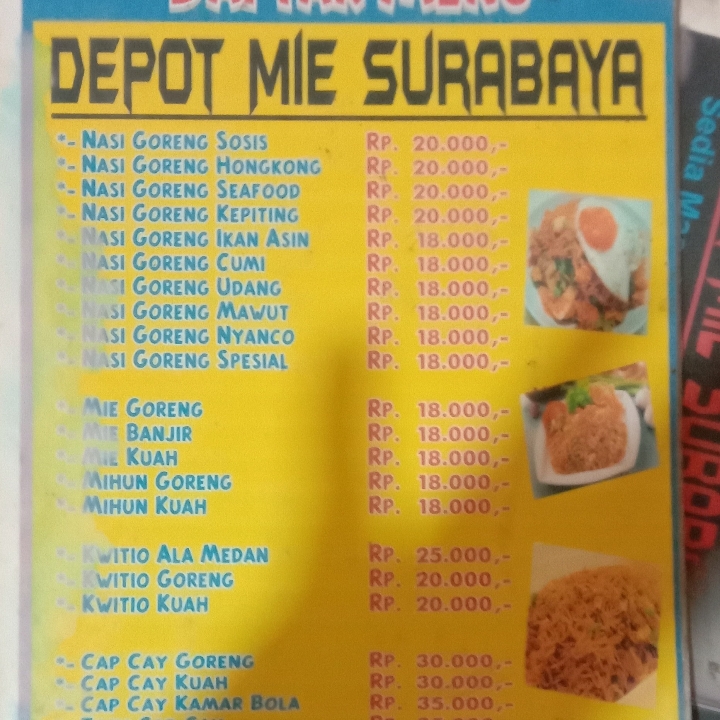 DAFTAR MENU
DEPOT MIE SURABAYA
*- NASI GORENG SOSIS RP. 20.000,-
*- NASI GORENG HONGKONG RP. 20.000,-
*- NASI GORENG SEAFOOD RP. 20.000,-
*- NASI GORENG KEPITING RP. 20.000,-
*- NASI GORENG IKAN ASIN RP. 18.000,-
*- NASI GORENG CUMI RP. 18.000,-
*- NASI GORENG UDANG RP. 18.000,-
*- NASI GORENG MAWUT RP. 18.000,-
*- NASI GORENG NYANCO RP. 18.000,-
*- NASI GORENG SPESIAL RP. 18.000,-
*- MIE GORENG RP. 18.000,-
*- MIE BANJIR RP. 18.000,-
*- MIE KUAH RP. 18.000,-
*- MIHUN GORENG RP. 18.000,-
*- MIHUN KUAH RP. 18.000,-
*- KWITIO ALA MEDAN RP. 25.000,-
*- KWITIO GORENG RP. 20.000,-
*- KWITIO KUAH RP. 20.000,-
*- CAP CAY GORENG RP. 30.000,-
*- CAP CAY KUAH RP. 30.000,-
*- CAP CAY KAMAR BOLA RP. 35.000,-
Sedia